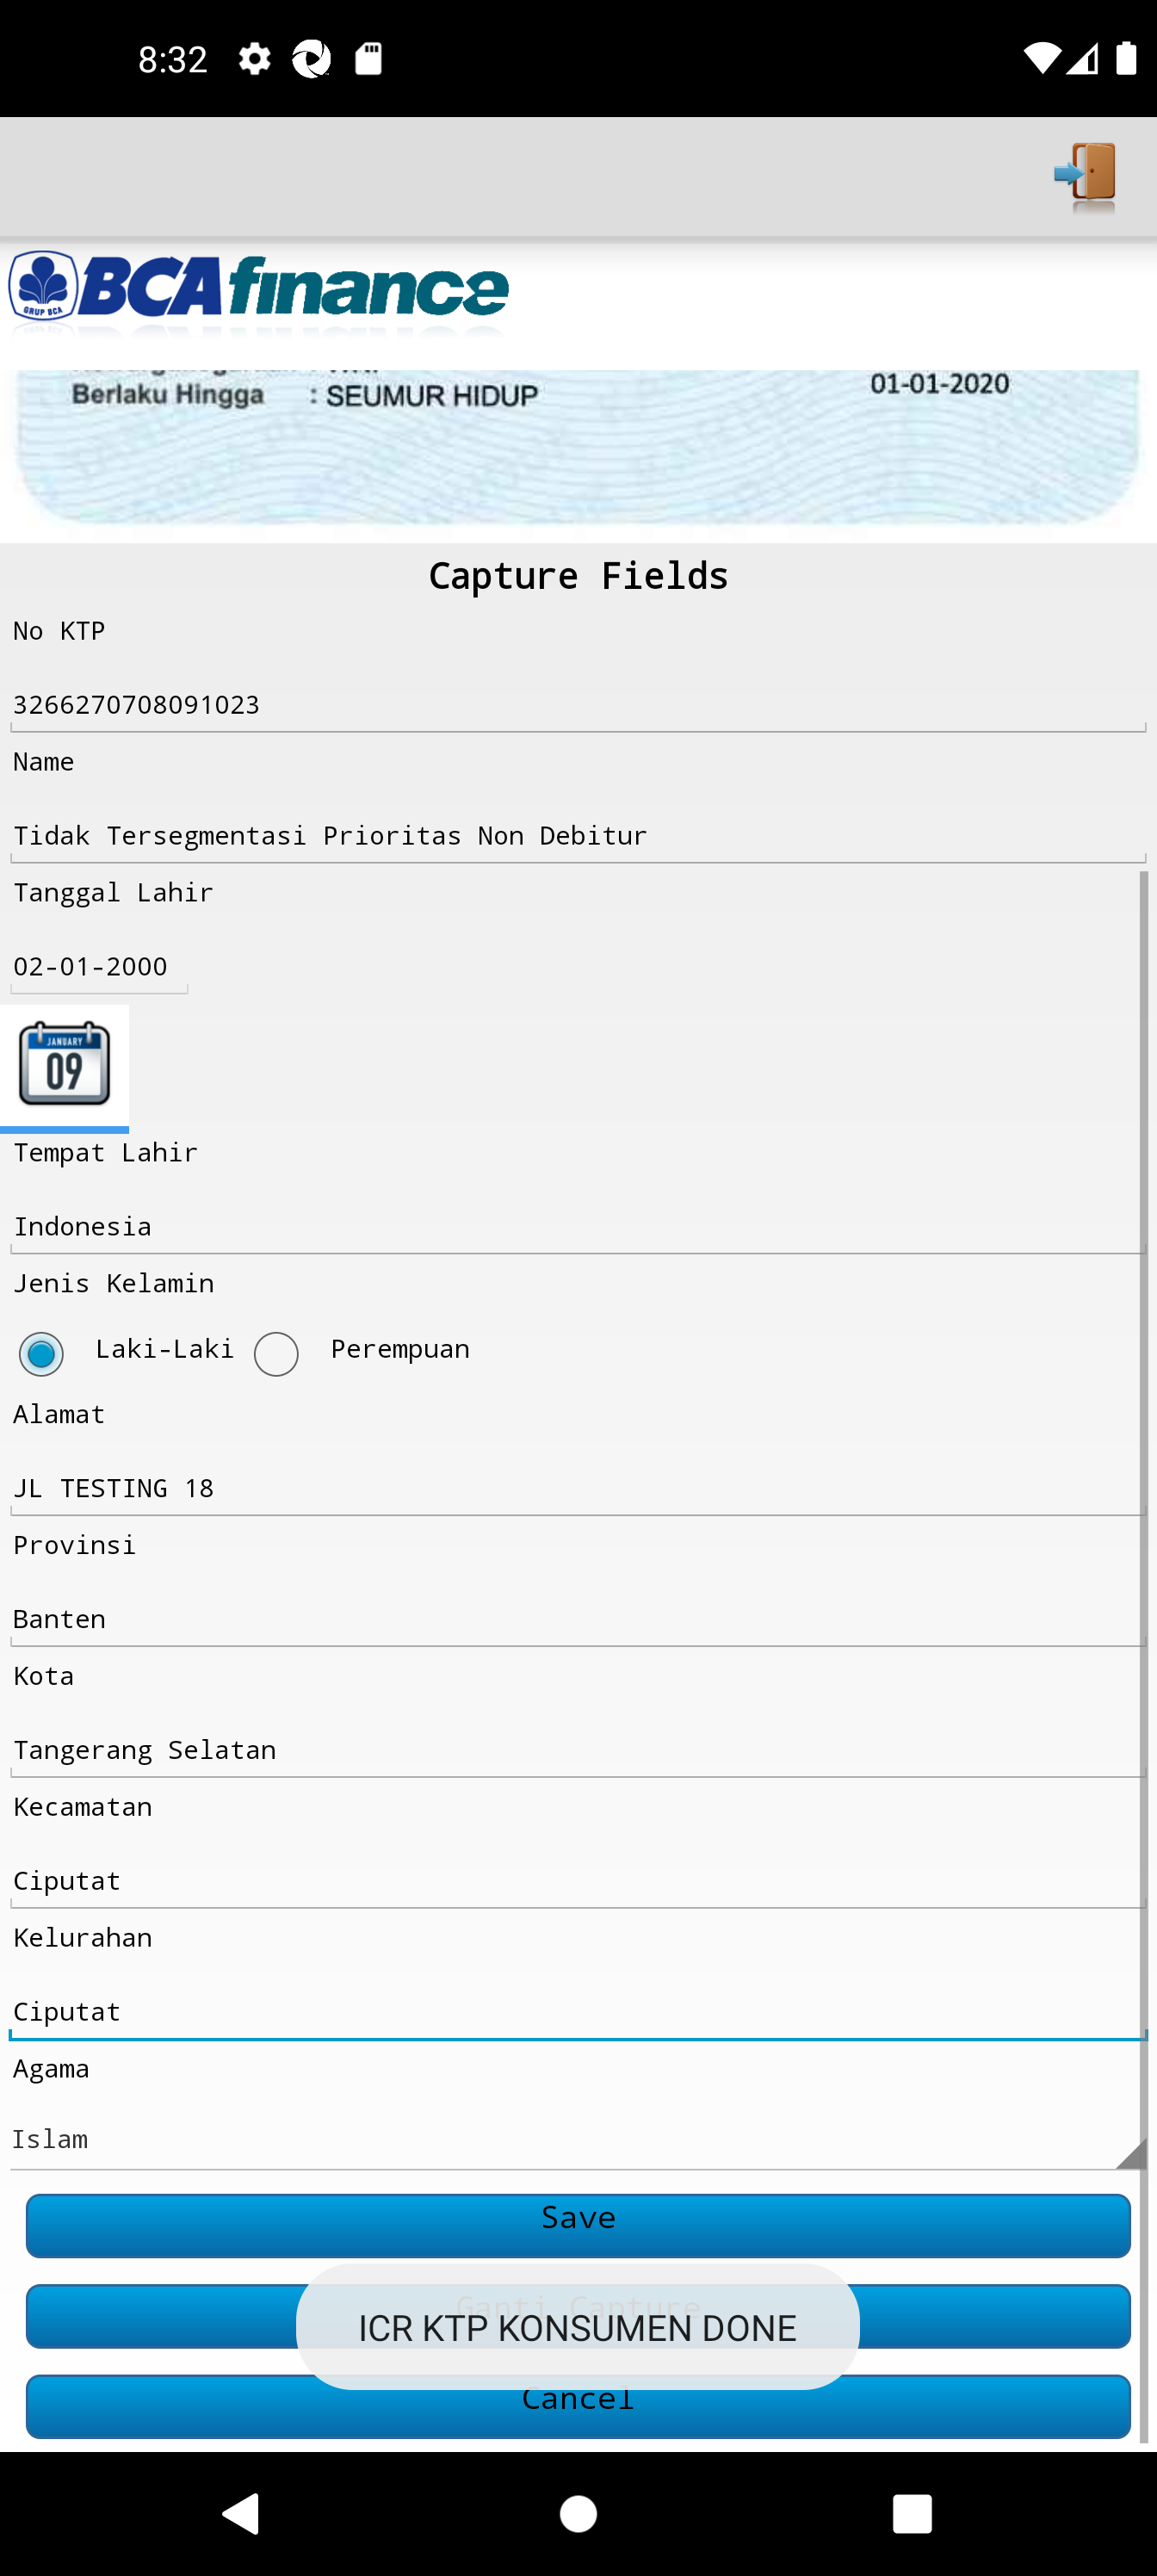 8:32
GRUP BCA
BCA finance
01-01-2020
Berlaku Hingga : SEUMUR HIDUP
Capture Fields
No KTP
3266270708091023
Name
Tidak Tersegmentasi Prioritas Non Debitur
Tanggal Lahir
02-01-2000
JANUARY
09
Tempat Lahir
Indonesia
Jenis Kelamin
Laki-Laki Perempuan
Alamat
JL TESTING 18
Provinsi
Banten
Kota
Tangerang Selatan
Kecamatan
Ciputat
Kelurahan
Ciputat
Agama
Islam
Save
Ganti Capture
ICR KTP KONSUMEN DONE
Cancel